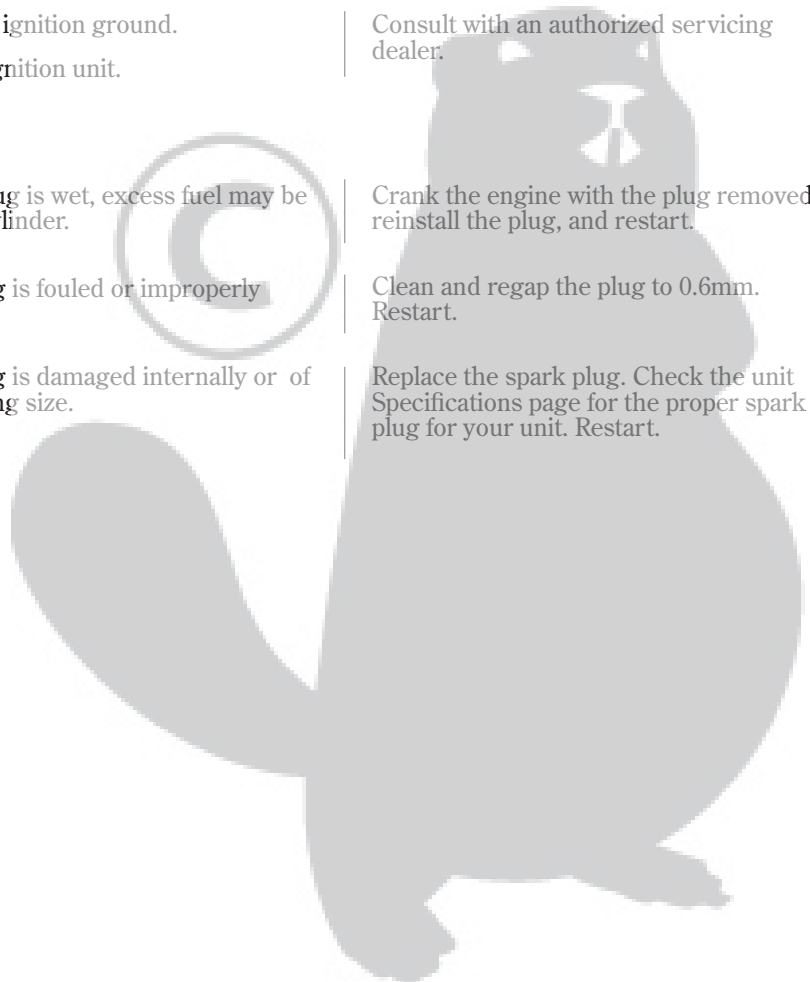 ignition ground.
gnition unit.
Consult with an authorized servicing
dealer.
ug is wet, excess fuel may be
linder.
Crank the engine with the plug removed
reinstall the plug, and restart.
g is fouled or improperly
Clean and regap the plug to 0.6mm.
Restart.
g is damaged internally or of
ng size.
Replace the spark plug. Check the unit
Specifications page for the proper spark
plug for your unit. Restart.
©